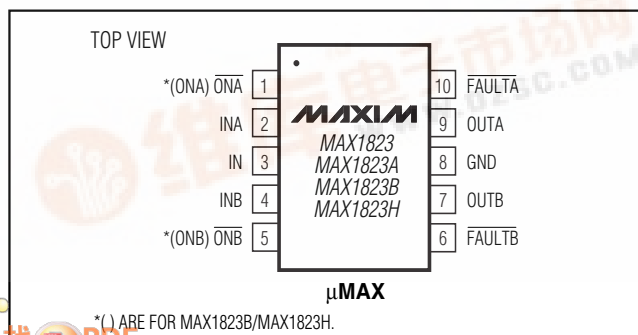 TOP VIEW
*(ONA) ONA 1
INA 2
IN 3
INB 4
*(ONB) ONB 5
MAXIM
MAX1823
MAX1823A
MAX1823B
MAX1823H
10 FAULTA
9 OUTA
8 GND
7 OUTB
6 FAULTB
µMAX
*( ) ARE FOR MAX1823B/MAX1823H.